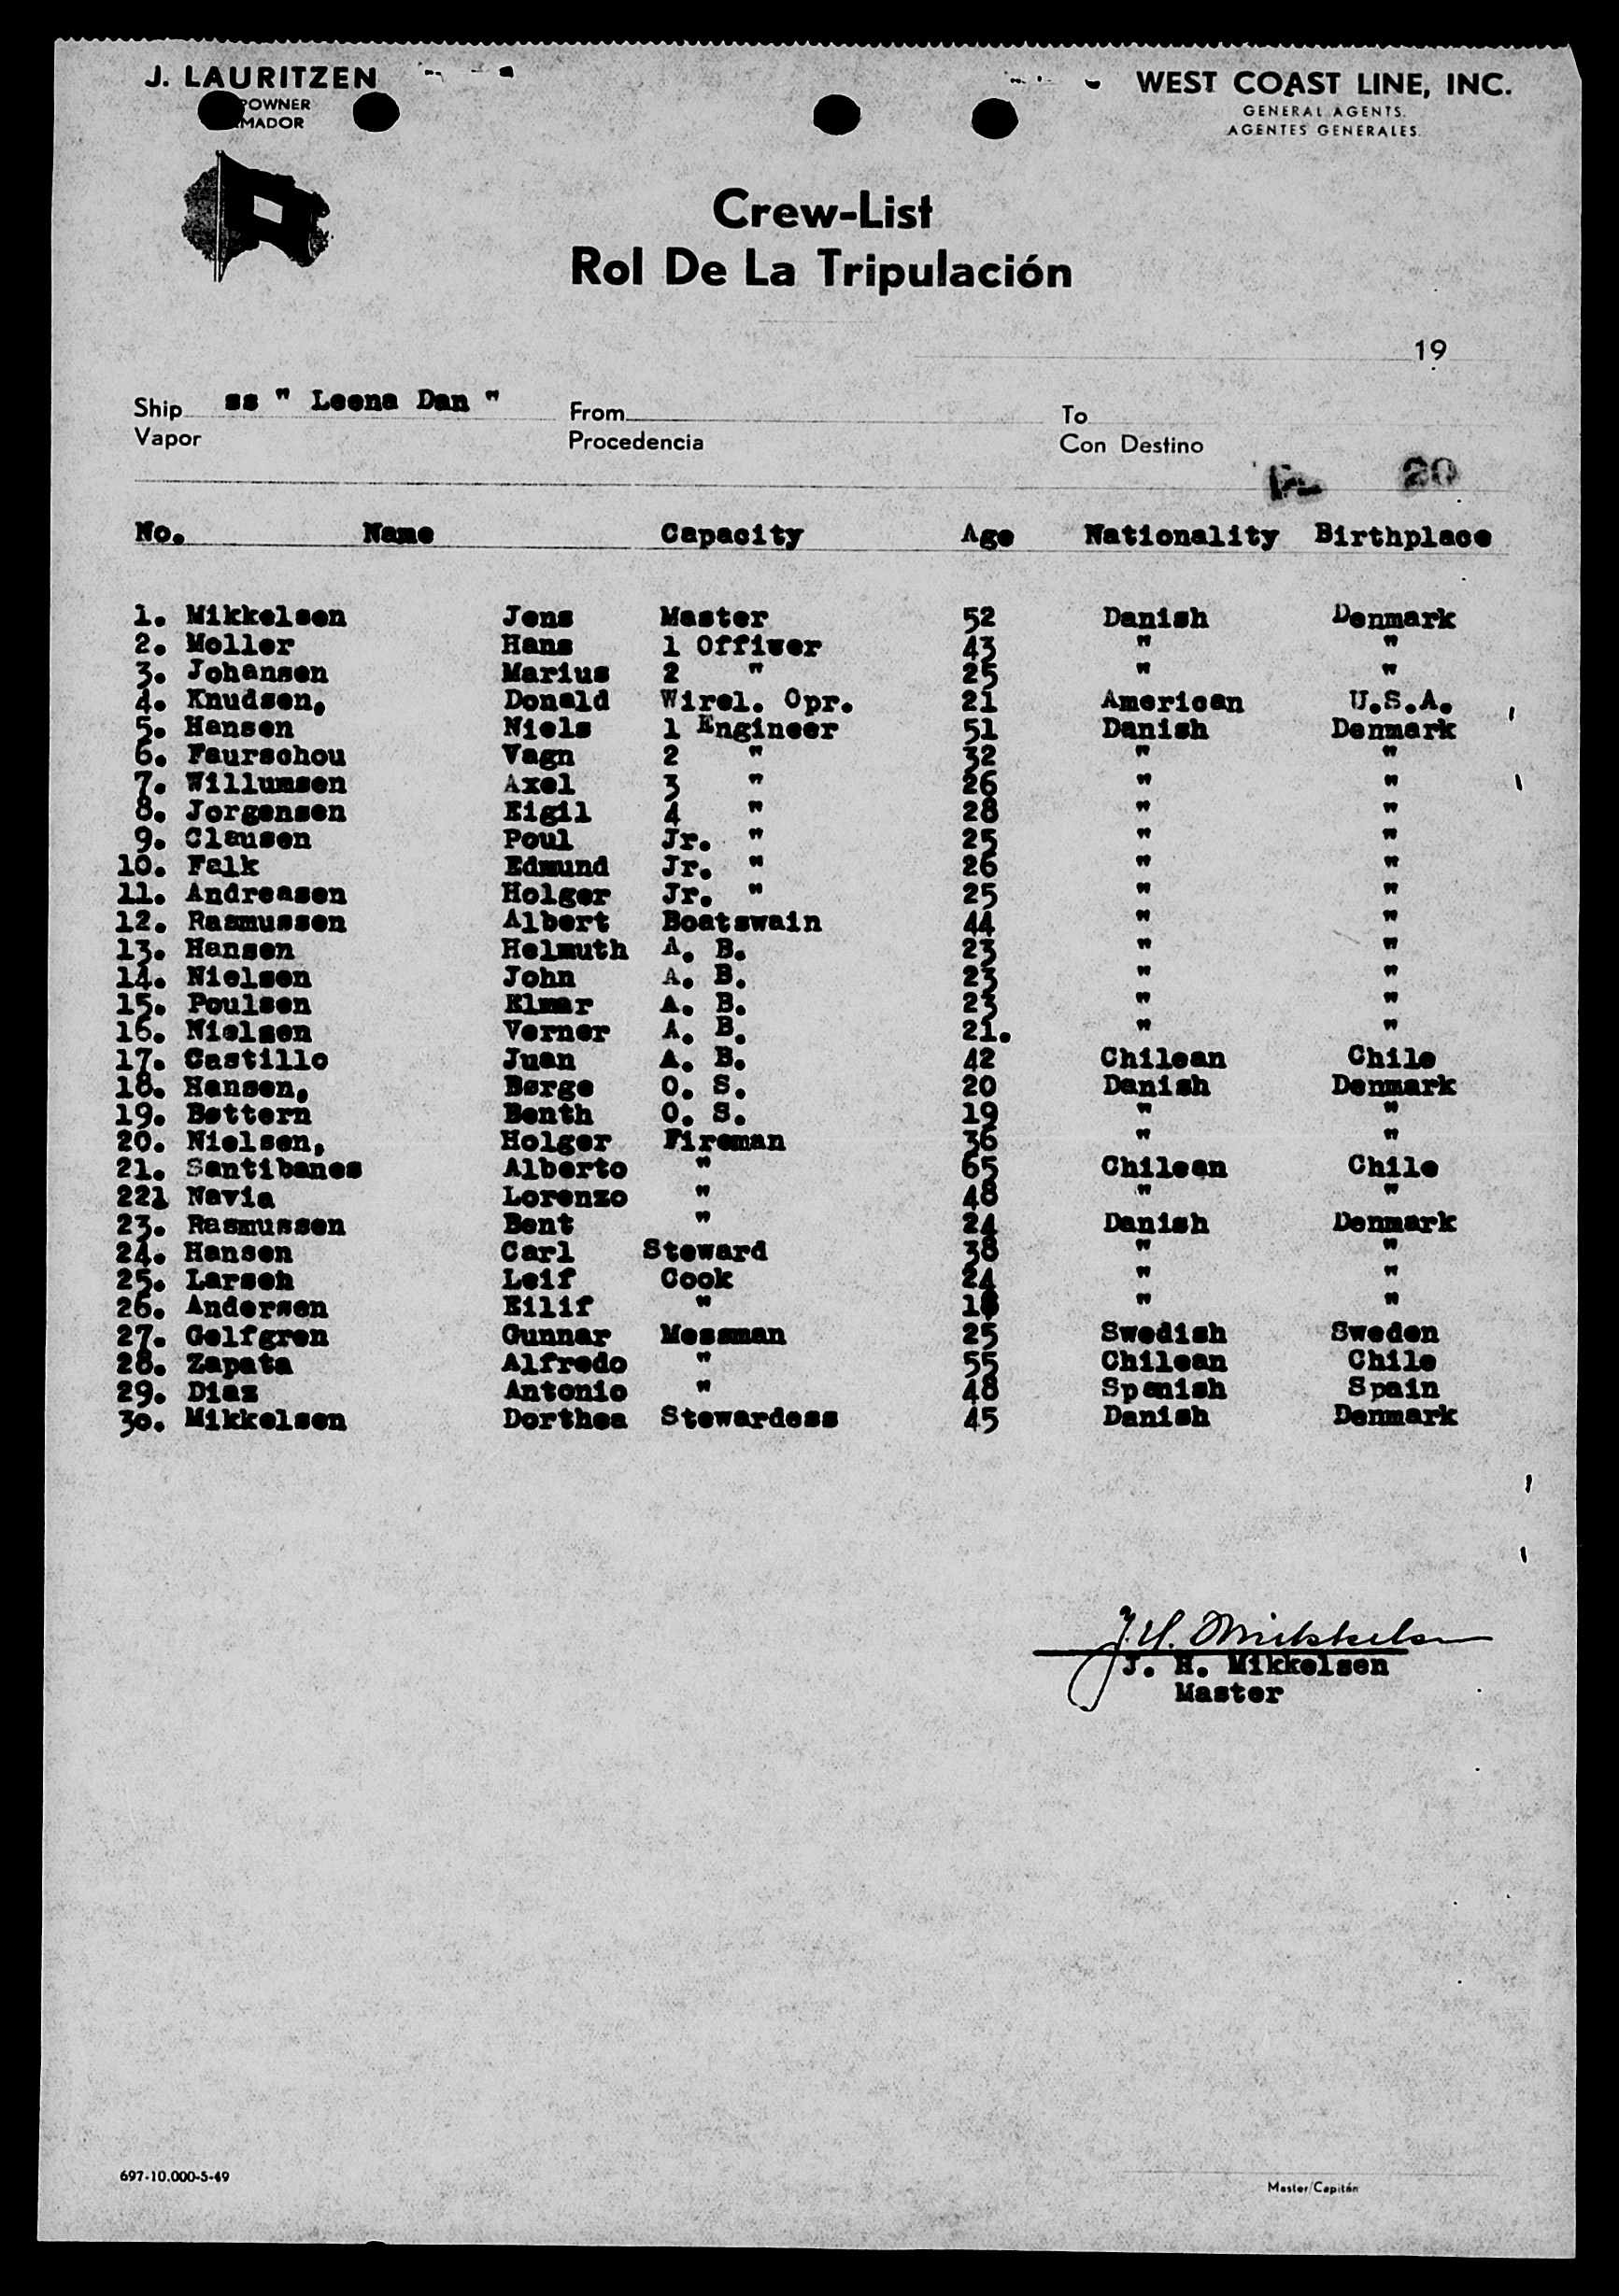 J. LAURITZEN
OWNER
MADOR
WEST COAST LINE, INC.
GENERAL AGENTS.
AGENTES GENERALES.
Crew-List
Rol De La Tripulación
19
Ship ss " Leena Dan " From To
Vapor Procedencia Con Destino
20
No. Name Capacity Age Nationality Birthplace
1. Mikkelsen Jens Master 52 Danish Denmark
2. Moller Hans 1 Officer 43 " "
3. Johansen Marius 2 " 25 " "
4. Knudsen, Donald Wirel. Opr. 21 American U.S.A.
5. Hansen Niels 1 Engineer 51 Danish Denmark
6. Faurschou Vagn 2 " 32 " "
7. Willumsen Axel 3 " 26 " "
8. Jorgensen Eigil 4 " 28 " "
9. Clausen Poul Jr. " 25 " "
10. Falk Edmund Jr. " 26 " "
11. Andreasen Holger Jr. " 25 " "
12. Rasmussen Albert Boatswain 44 " "
13. Hansen Helmuth A. B. 23 " "
14. Nielsen John A. B. 23 " "
15. Poulsen Elmar A. B. 23 " "
16. Nielsen Verner A. B. 21. " "
17. Castillo Juan A. B. 42 Chilean Chile
18. Hansen, Børge O. S. 20 Danish Denmark
19. Bøttern Benth O. S. 19 " "
20. Nielsen, Holger Fireman 36 " "
21. Santibanes Alberto " 65 Chilean Chile
221 Navia Lorenzo " 48 " "
23. Rasmussen Bent " 24 Danish Denmark
24. Hansen Carl Steward 38 " "
25. Larseh Leif Cook 24 " "
26. Andersen Eilif " " "
27. Gelfgren Gunnar Messman 25 Swedish Sweden
28. Zapata Alfredo " 55 Chilean Chile
29. Diaz Antonio " 48 Spanish Spain
30. Mikkelsen Dorthea Stewardess 45 Danish Denmark
J.H. Mikkelsen
J. H. Mikkelsen
Master
697-10.000-5-49
Master/Capitán